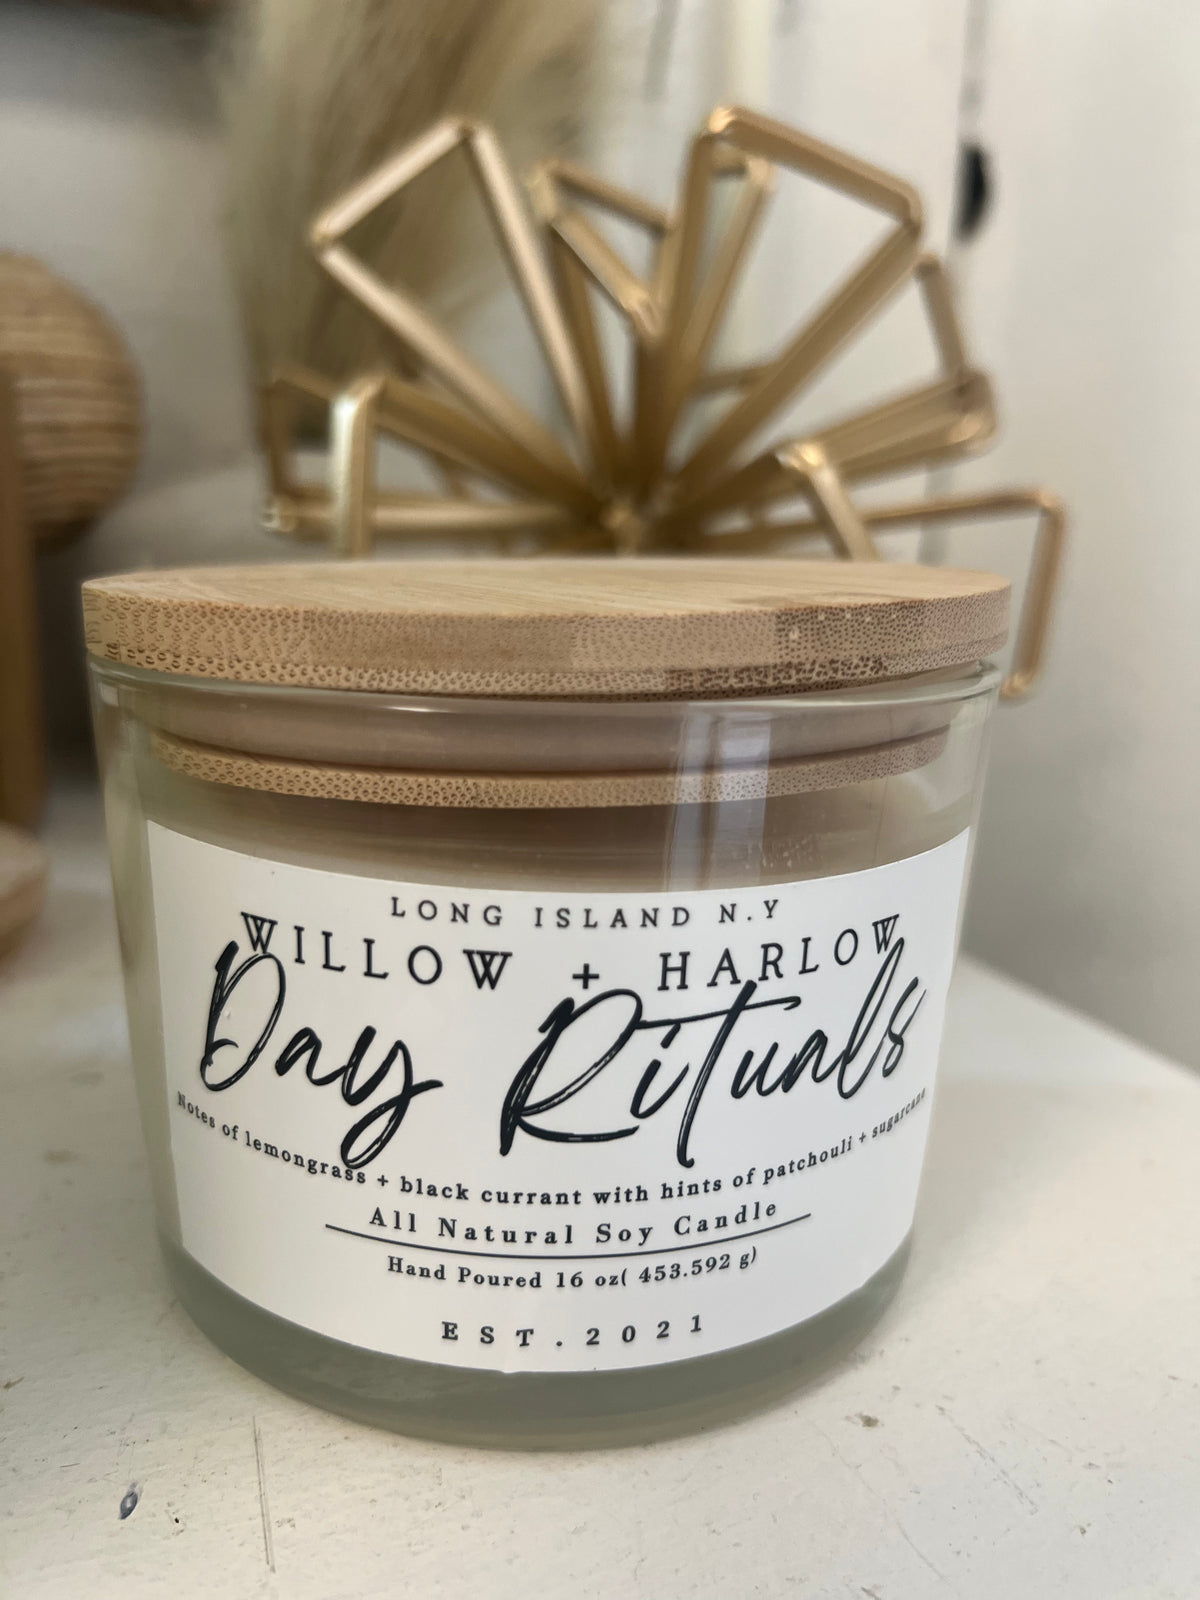 LONG ISLAND N.Y
WILLOW + HARLOW
Day Rituals
Notes of lemongrass + black currant with hints of patchouli + sugarcane
All Natural Soy Candle
Hand Poured 16 oz( 453.592 g)
EST.2021